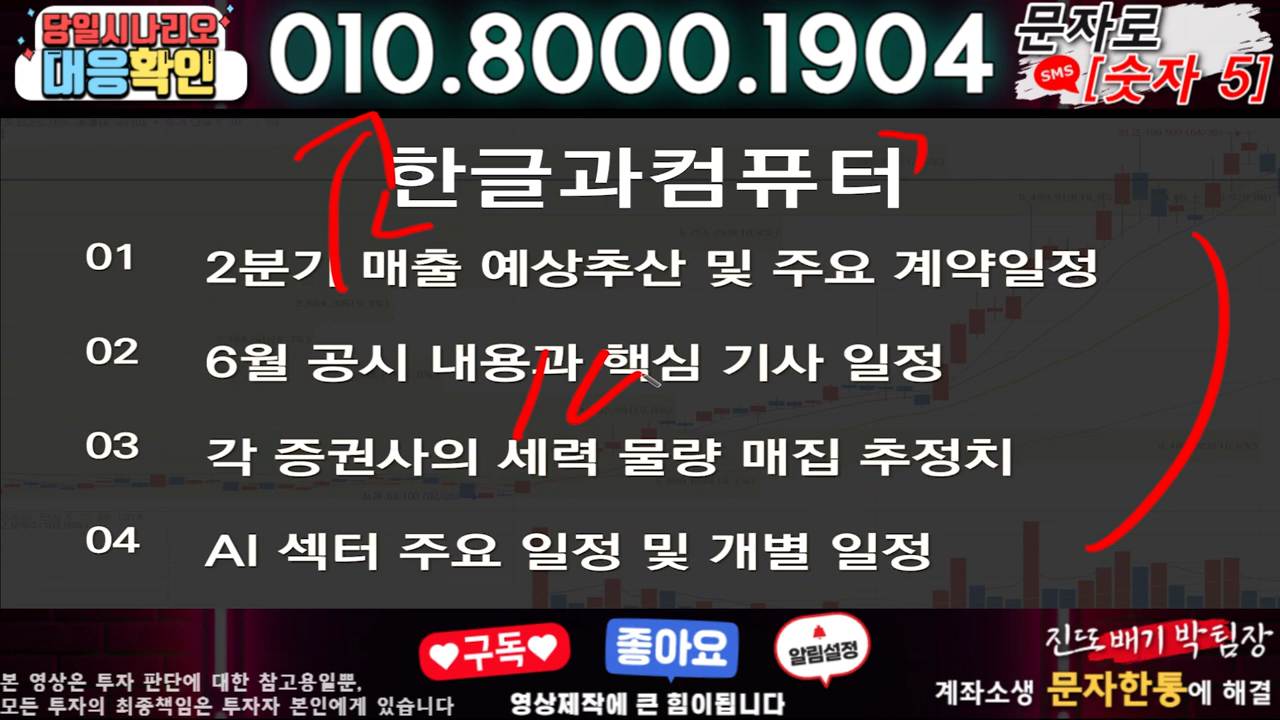 당일시나리오
대응확인
010.8000.1904
문자로
SMS
[숫자 5]
한글과컴퓨터
01
2분기 매출 예상추산 및 주요 계약일정
02
6월 공시 내용과 핵심 기사 일정
03
각 증권사의 세력 물량 매집 추정치
04
AI 섹터 주요 일정 및 개별 일정
구독
좋아요
알림설정
영상제작에 큰 힘이됩니다
본 영상은 투자 판단에 대한 참고용일뿐,
모든 투자의 최종책임은 투자자 본인에게 있습니다
진또배기 박팀장
계좌소생 문자한통에 해결